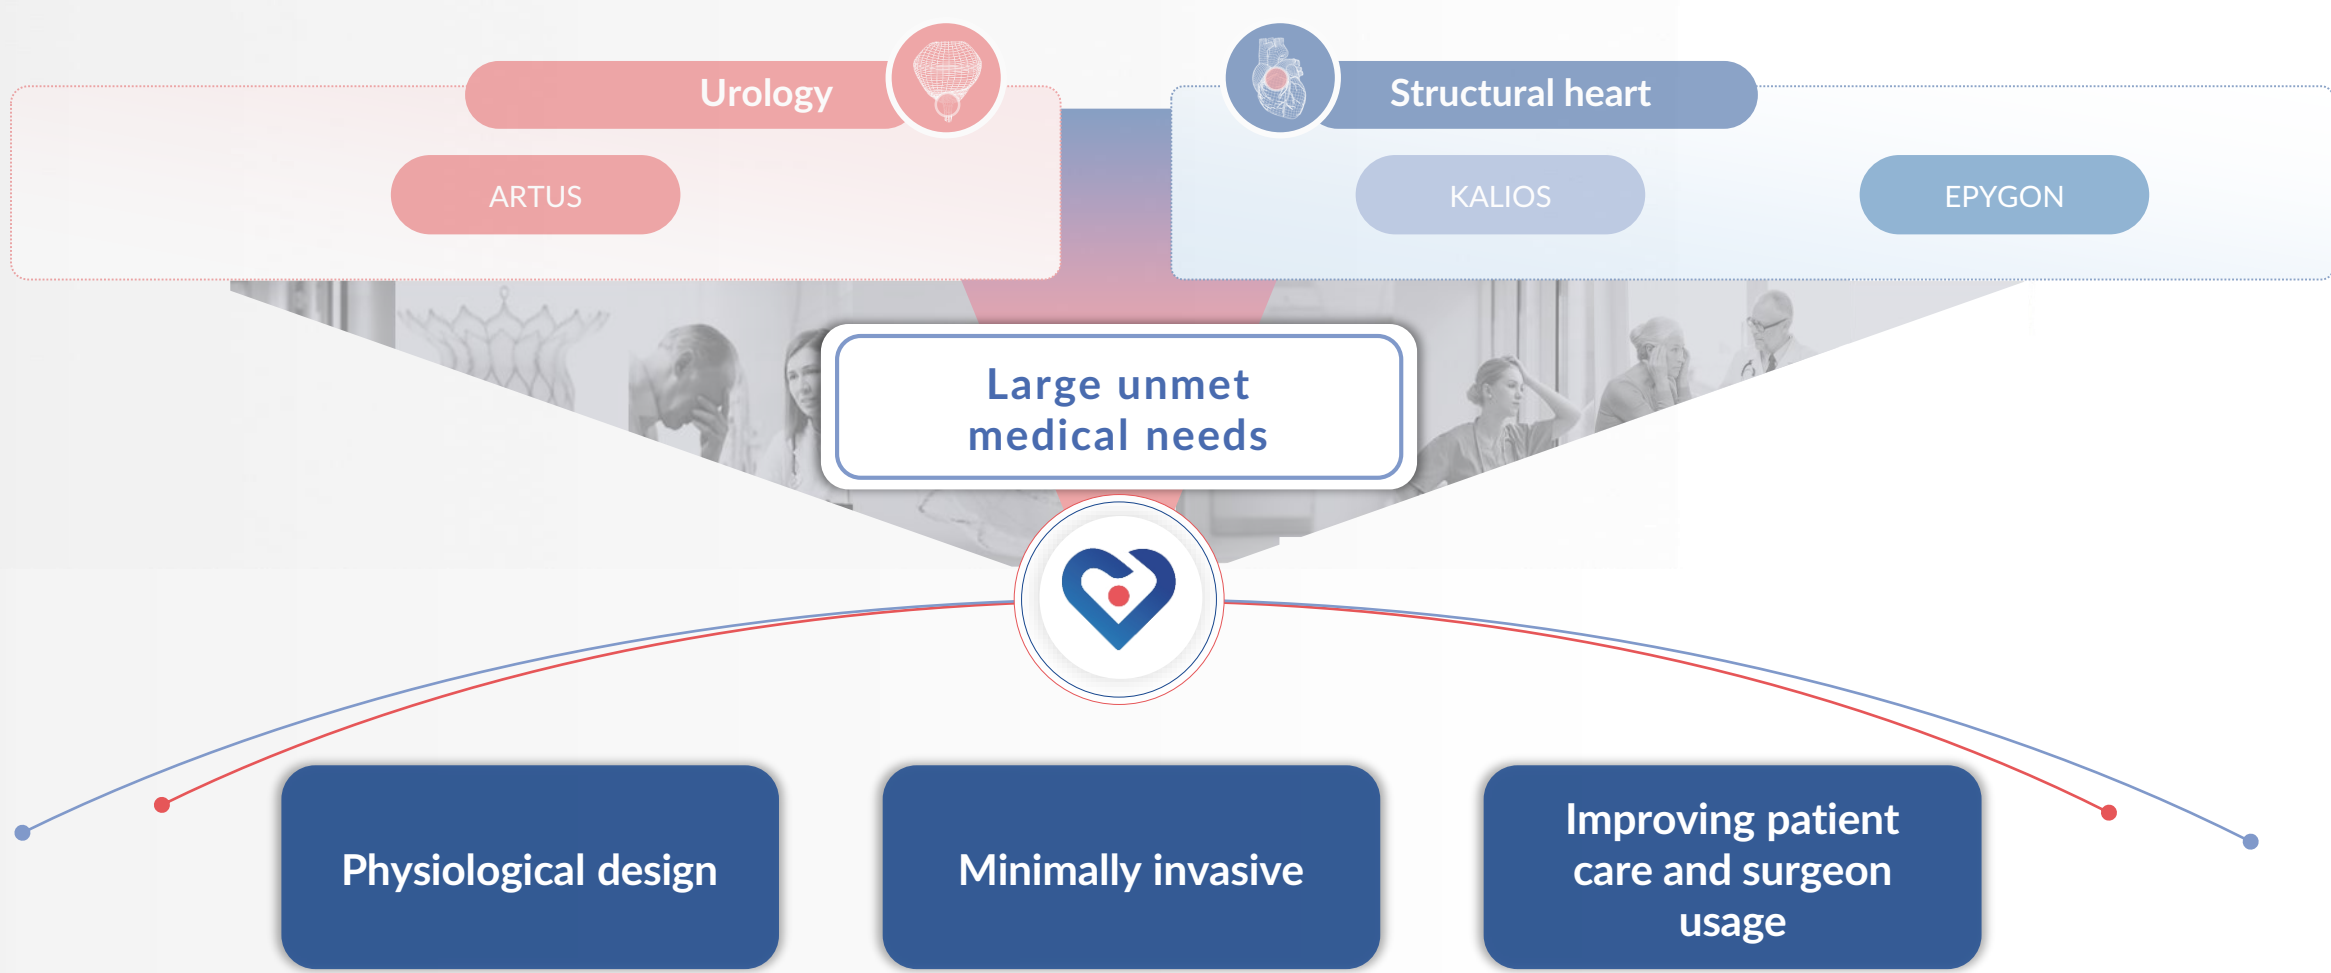 Urology
Structural heart
ARTUS
KALIOS
EPYGON
Large unmet
medical needs
Physiological design
Minimally invasive
Improving patient
care and surgeon
usage